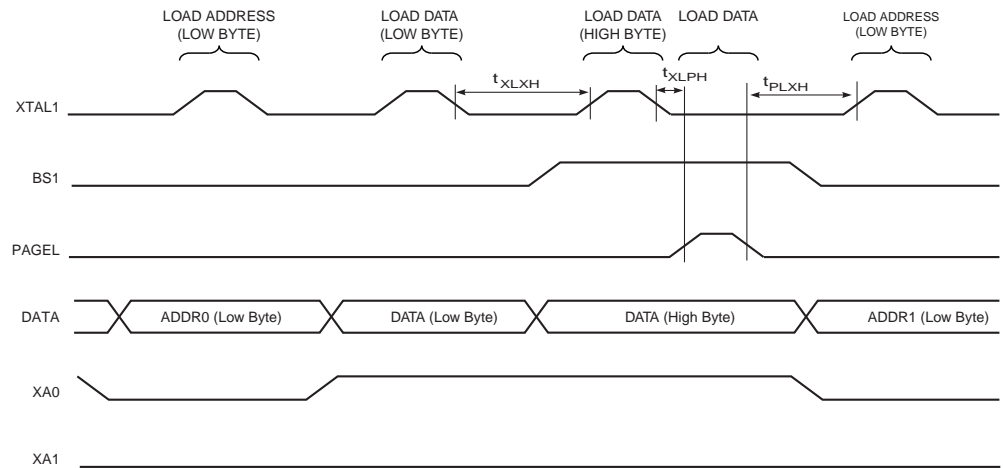 LOAD ADDRESS
(LOW BYTE)
LOAD DATA
(LOW BYTE)
LOAD DATA
(HIGH BYTE)
LOAD DATA
LOAD ADDRESS
(LOW BYTE)
tXLXH
tXLPH
tPLXH
XTAL1
BS1
PAGEL
DATA
ADDR0 (Low Byte)
DATA (Low Byte)
DATA (High Byte)
ADDR1 (Low Byte)
XA0
XA1